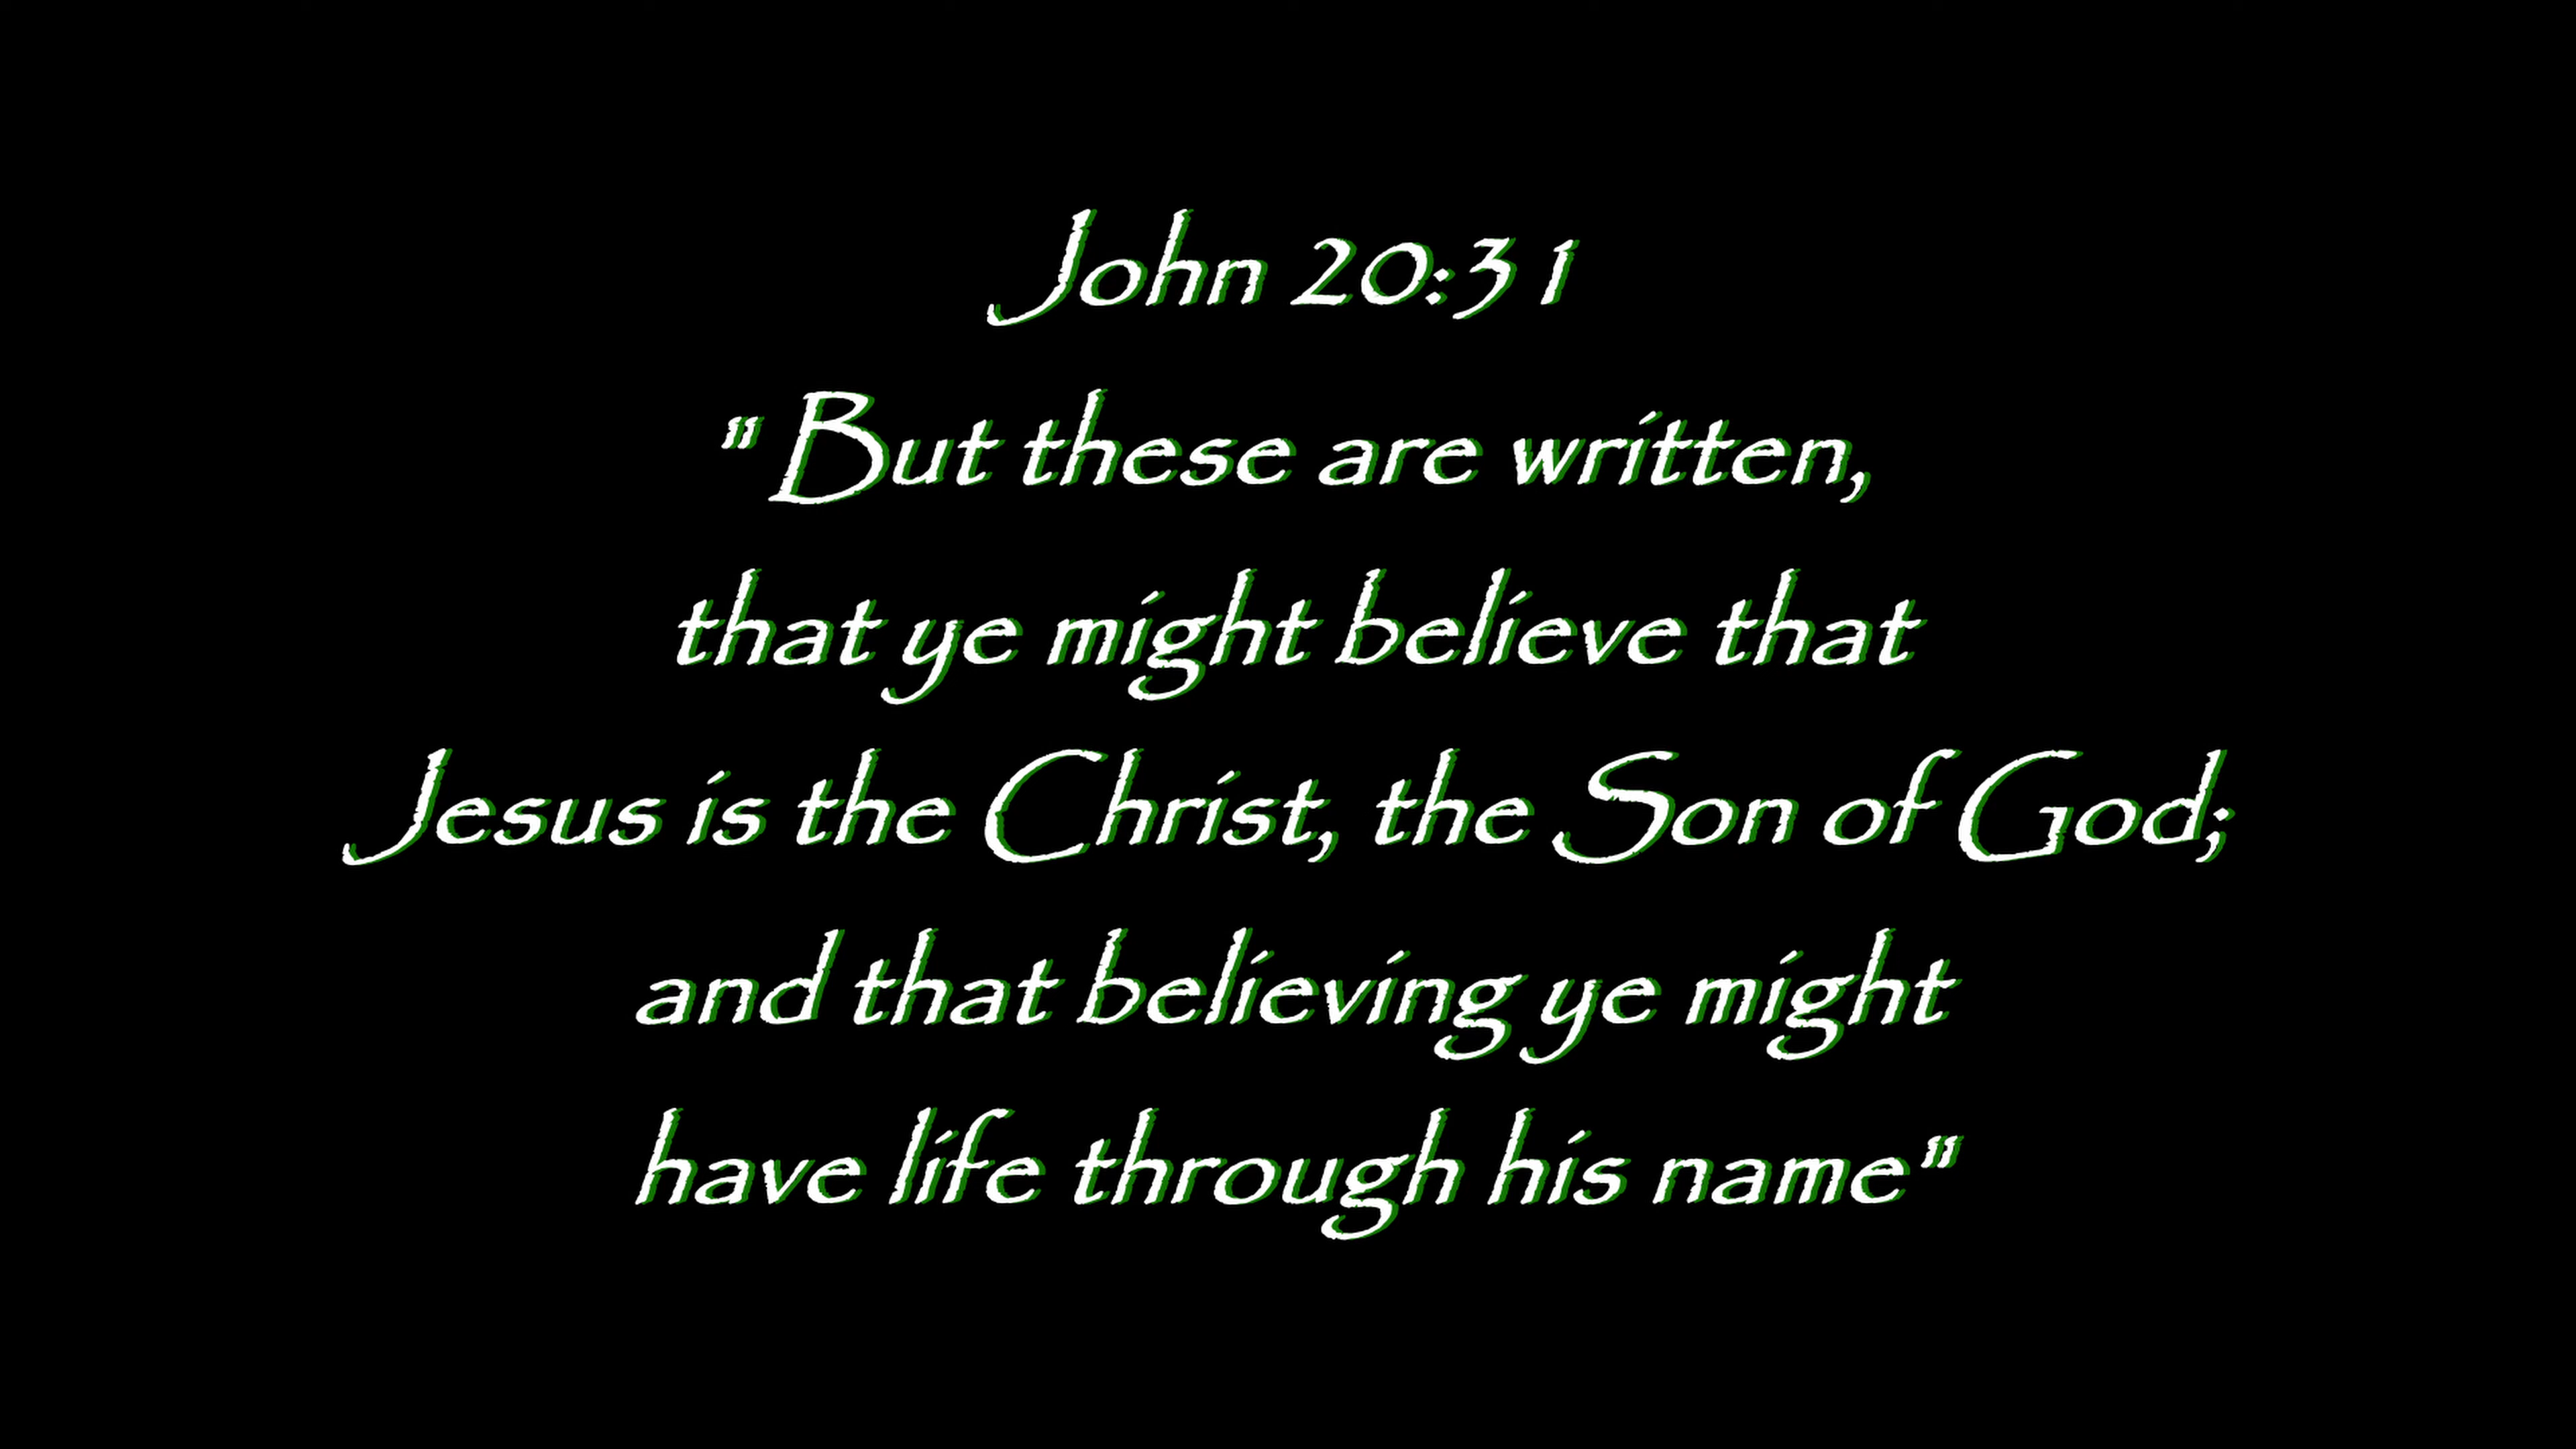 John 20:31
"But these are written,
that ye might believe that
Jesus is the Christ, the Son of God;
and that believing ye might
have life through his name"